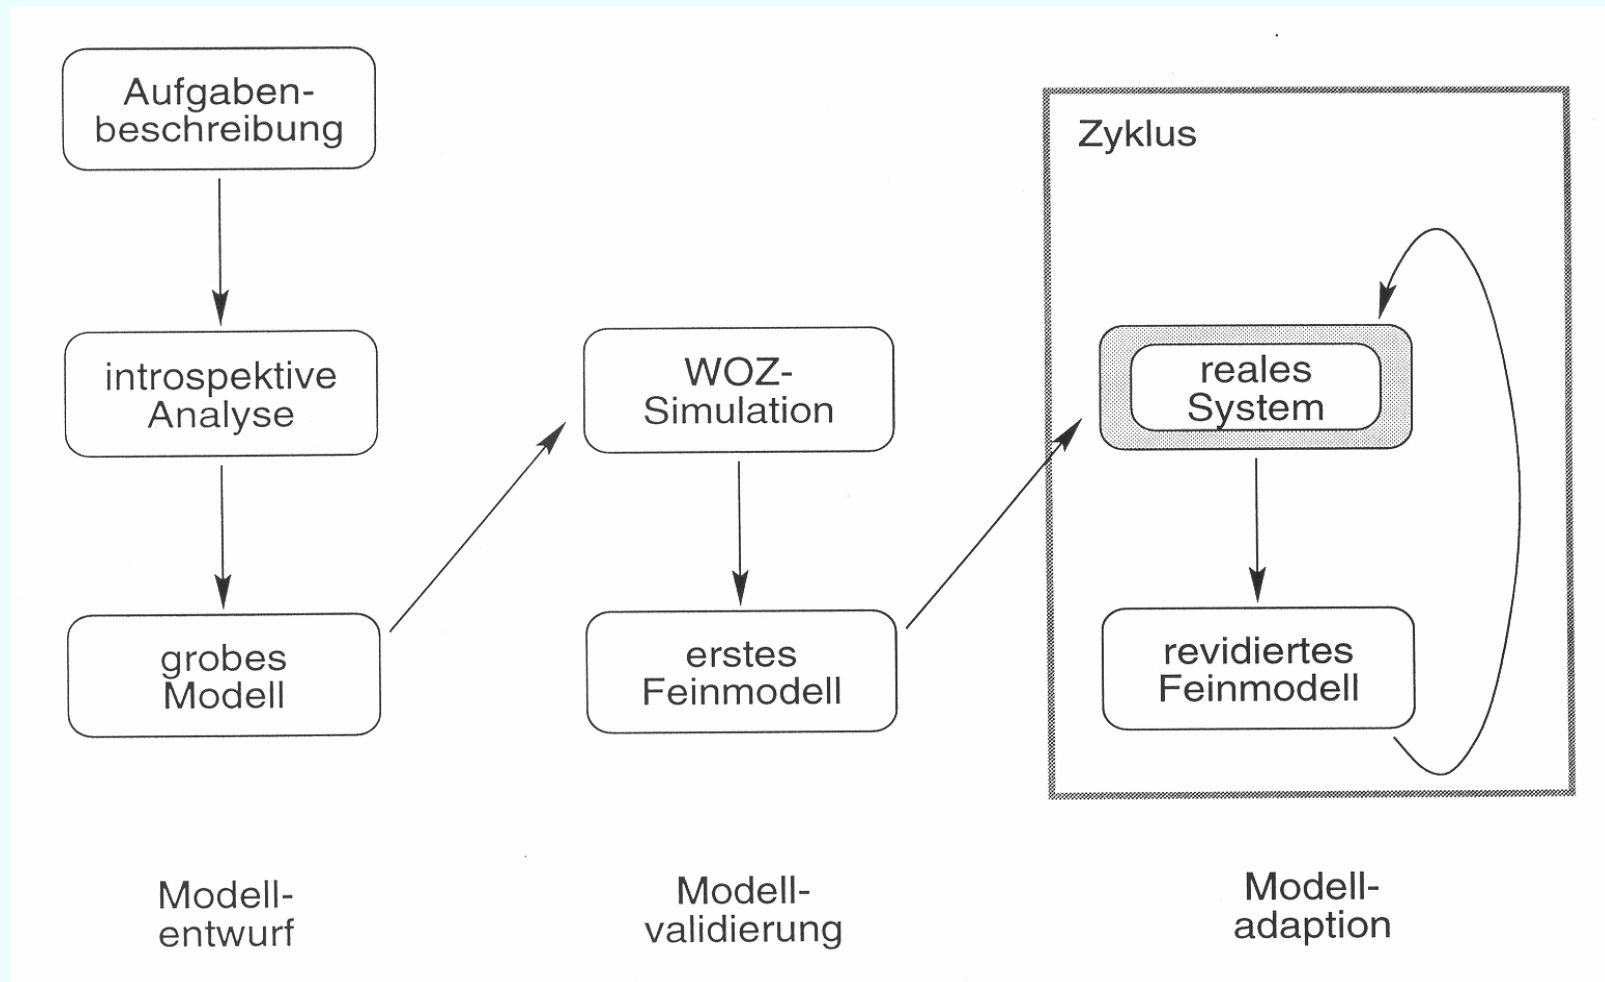 Aufgaben-
beschreibung
introspektive
Analyse
grobes
Modell
WOZ-
Simulation
erstes
Feinmodell
Zyklus
reales
System
revidiertes
Feinmodell
Modell-
entwurf
Modell-
validierung
Modell-
adaption